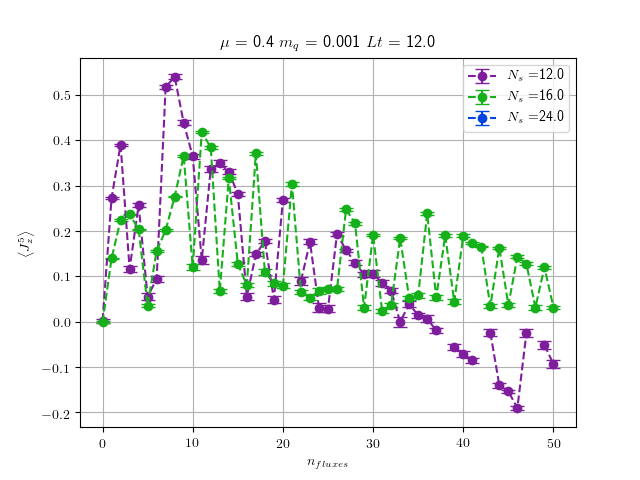 μ = 0.4 m_q = 0.001 Lt = 12.0
N_s =12.0
N_s =16.0
N_s =24.0
0.5
0.4
0.3
0.2
0.1
0.0
−0.1
−0.2
⟨J_z^5⟩
0 10 20 30 40 50
n_fluxes